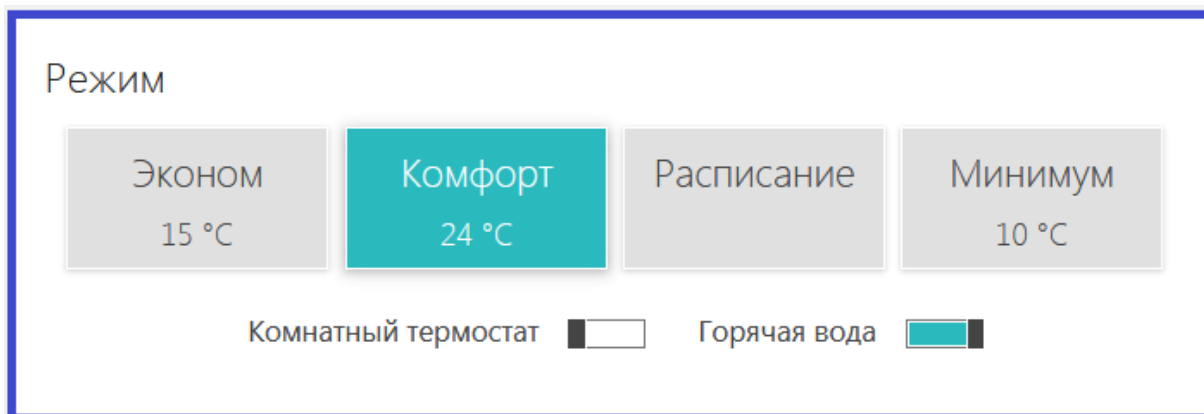 Режим
Эконом Комфорт Расписание Минимум
15 °C 24 °C 10 °C
Комнатный термостат Горячая вода